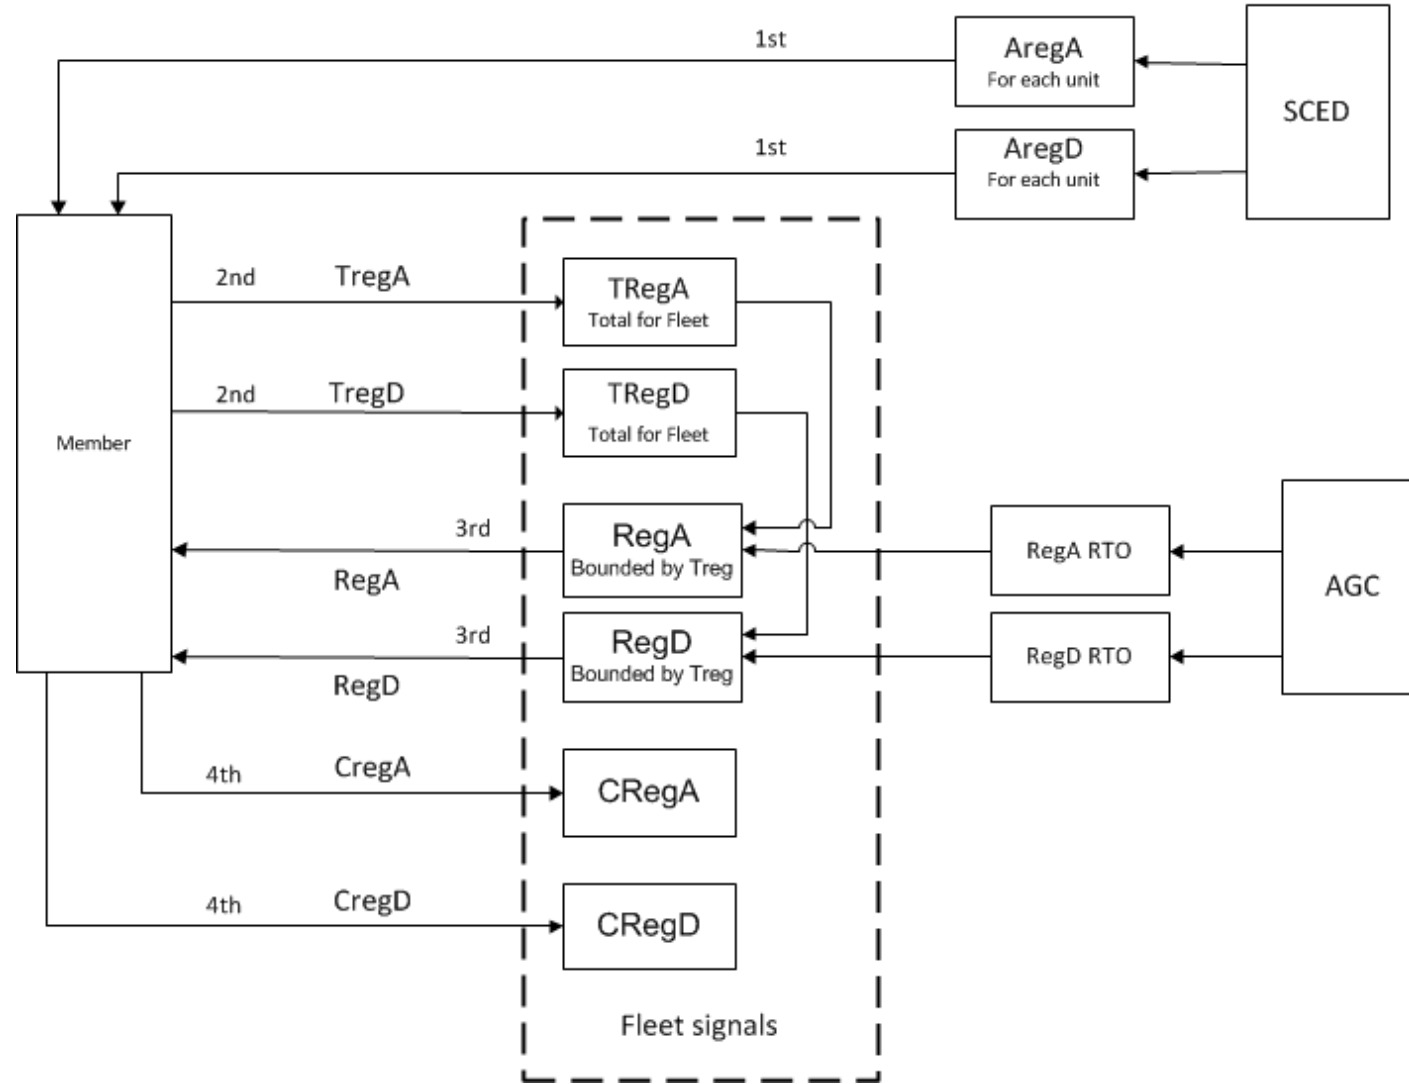 1st
AregA
For each unit
SCED
1st
AregD
For each unit
2nd
TregA
TRegA
Total for Fleet
2nd
TregD
TRegD
Total for Fleet
Member
3rd
RegA
Bounded by Treg
RegA RTO
AGC
RegA
3rd
RegD
Bounded by Treg
RegD RTO
RegD
4th
CregA
CRegA
4th
CregD
CRegD
Fleet signals